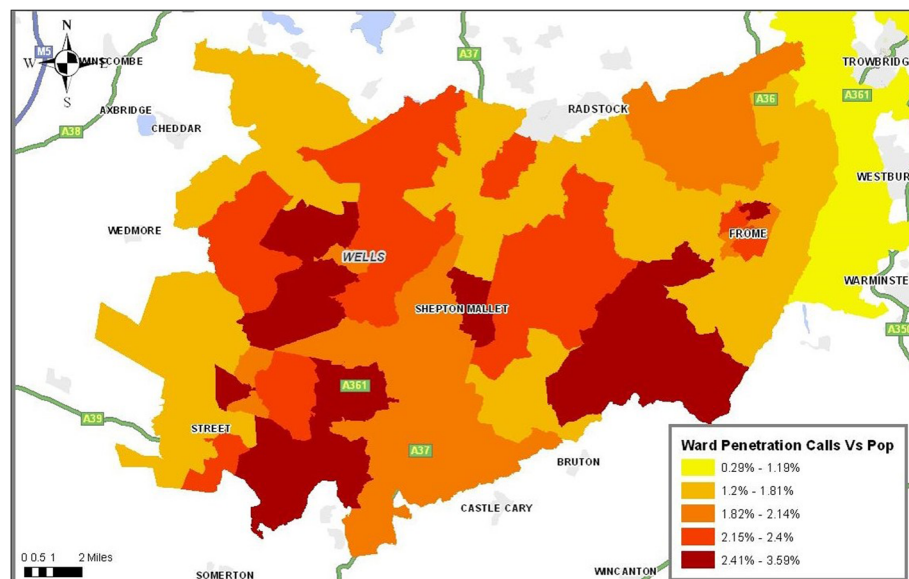 N
W E
S
M5
WINSCOMBE
A37
TROWBRIDG
A36
A361
AXBRIDGE
RADSTOCK
A38
CHEDDAR
WESTBUR
WEDMORE
FROME
WELLS
WARMINSTE
SHEPTON MALLET
A350
A361
A39
STREET
A37
BRUTON
CASTLE CARY
SOMERTON
WINCANTON
0 0.5 1 2 Miles
Ward Penetration Calls Vs Pop
0.29% - 1.19%
1.2% - 1.81%
1.82% - 2.14%
2.15% - 2.4%
2.41% - 3.59%